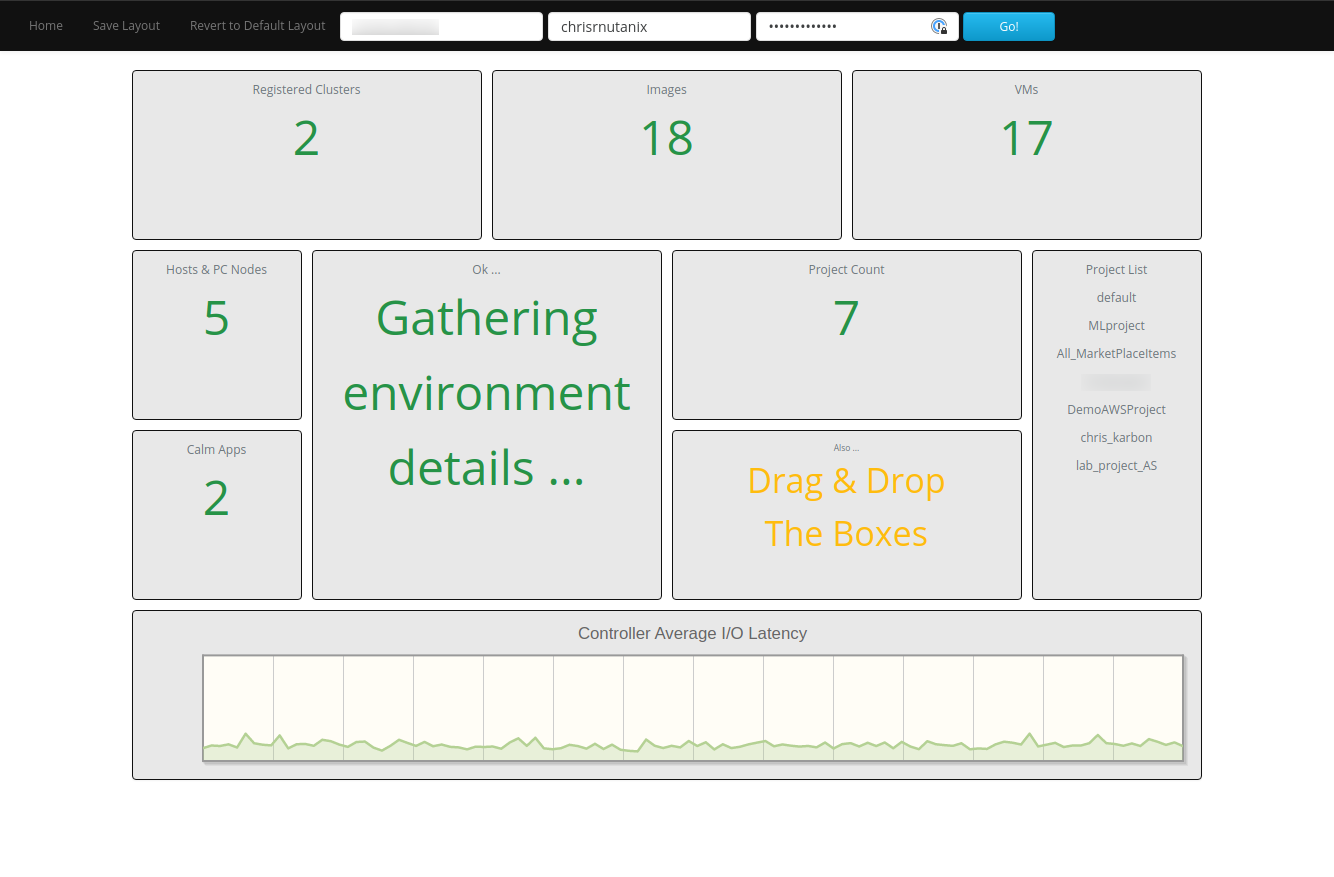 Home Save Layout Revert to Default Layout chrisrnutanix ••••••••••••• Go!
Registered Clusters
2
Images
18
VMs
17
Hosts & PC Nodes
5
Ok ...
Gathering
environment
details ...
Project Count
7
Project List
default
MLproject
All_MarketPlaceItems
DemoAWSProject
chris_karbon
lab_project_AS
Calm Apps
2
Also ...
Drag & Drop
The Boxes
Controller Average I/O Latency